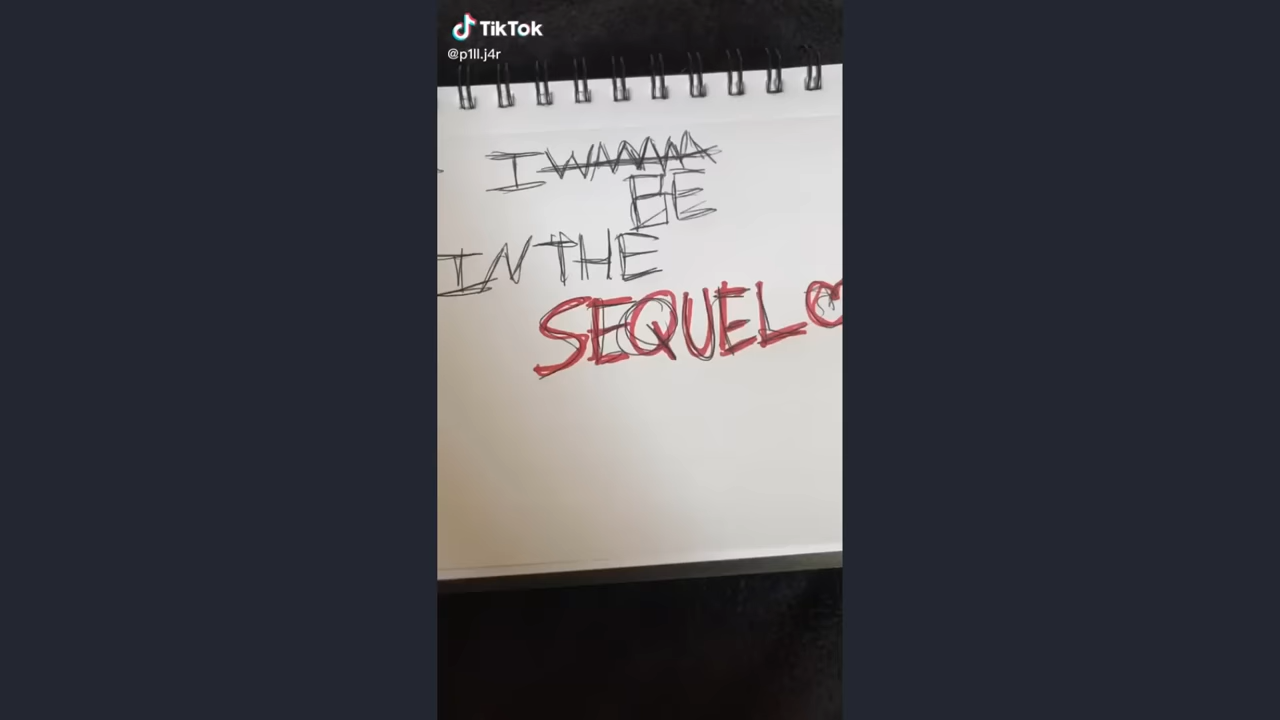 TikTok
@p1ll.j4r
I WANNA
BE
IN THE
SEQUEL